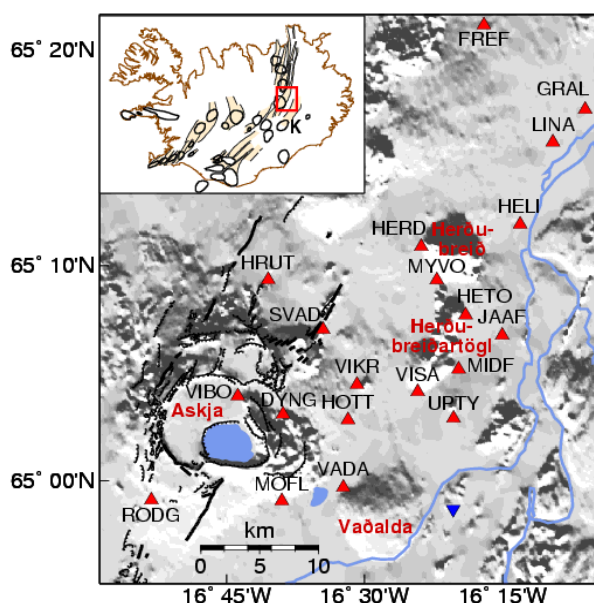 65° 20'N
FREF
GRAL
LINA
K
HELI
HERD
Herðu-
breið
65° 10'N
HRUT
MYVO
HETO
SVAD
JAAF
Herðu-
breiðartögl
VIKR
MIDF
VISA
VIBO
DYNG
HOTT
UPTY
Askja
65° 00'N
MOFL
VADA
RODG
Vaðalda
km
0 5 10
16° 45'W
16° 30'W
16° 15'W